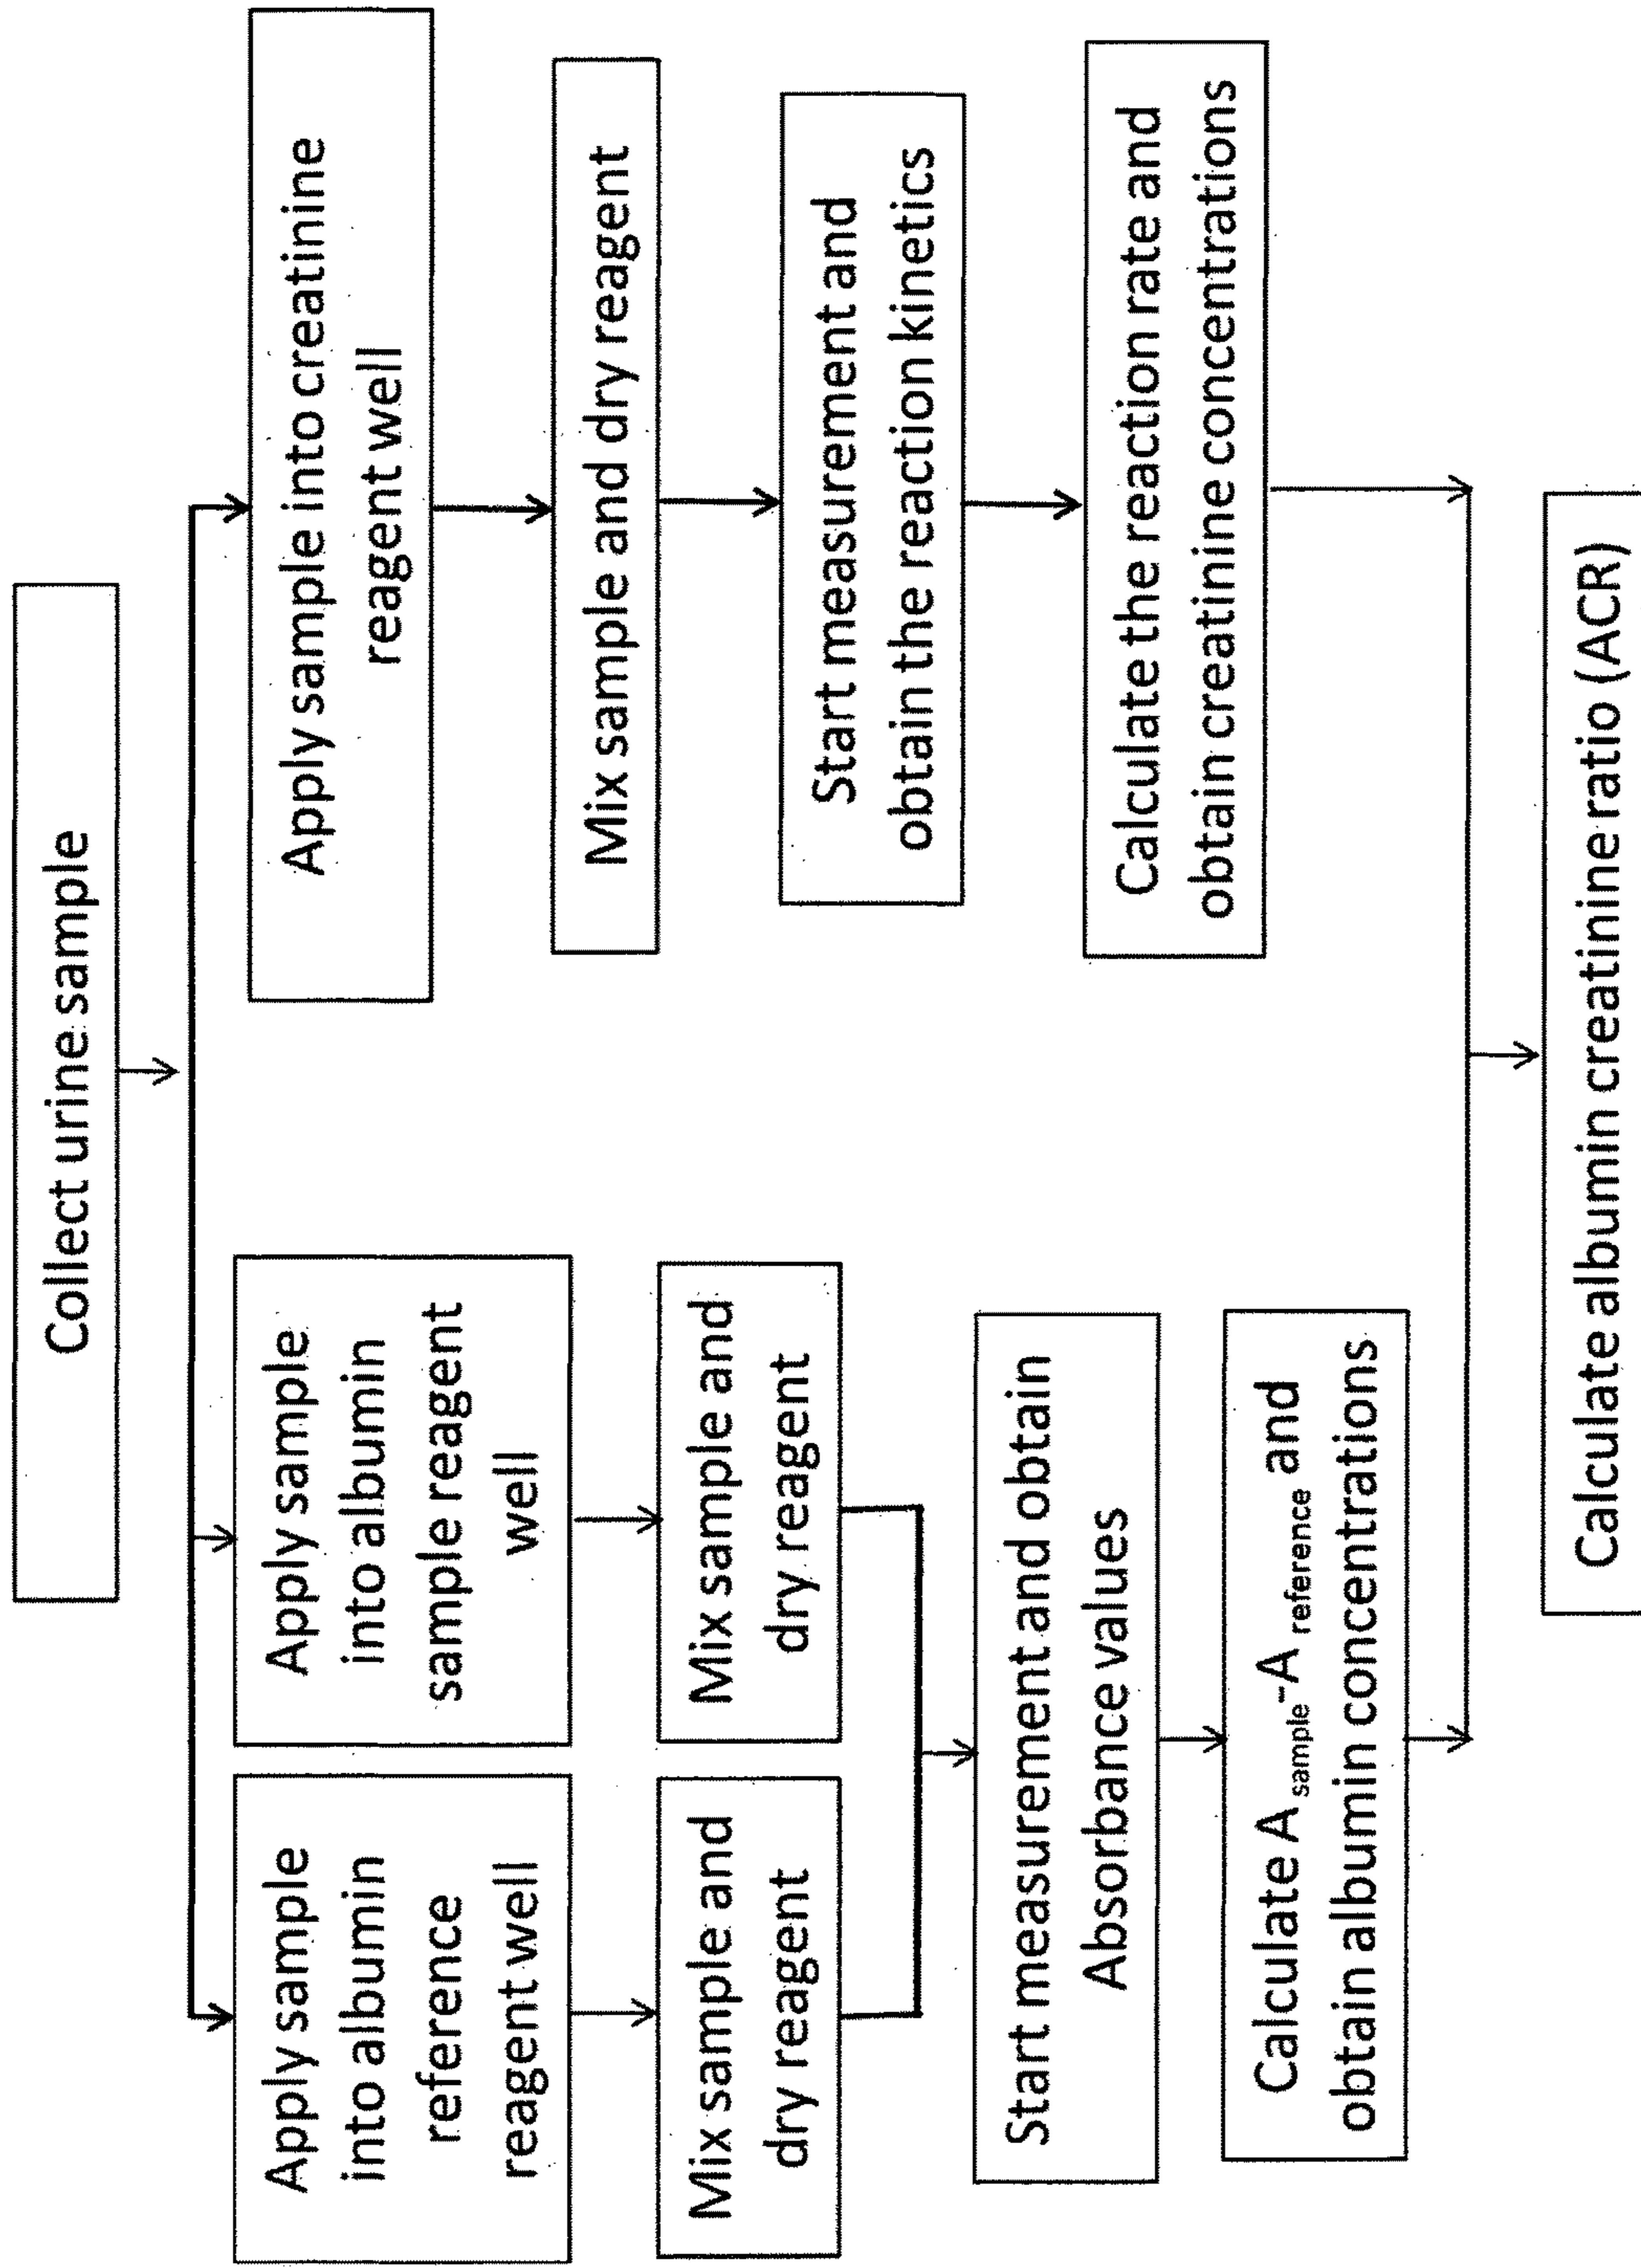 Collect urine sample
Apply sample
into albumin
reference
reagent well
Apply sample
into albumin
sample reagent
well
Apply sample into creatinine
reagent well
Mix sample and
dry reagent
Mix sample and
dry reagent
Mix sample and dry reagent
Start measurement and obtain
Absorbance values
Start measurement and
obtain the reaction kinetics
Calculate A sample-A reference and
obtain albumin concentrations
Calculate the reaction rate and
obtain creatinine concentrations
Calculate albumin creatinine ratio (ACR)